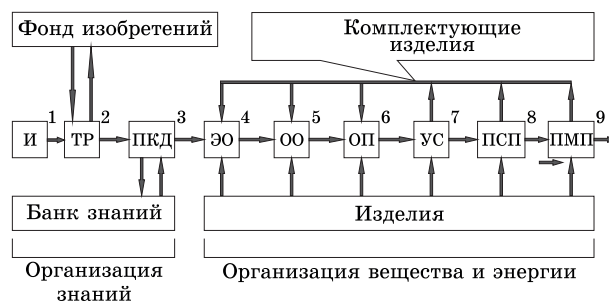 Фонд изобретений
Комплектующие
изделия
1 2 3 4 5 6 7 8 9
И ТР ПКД ЭО ОО ОП УС ПСП ПМП
Банк знаний
Изделия
Организация
знаний
Организация вещества и энергии